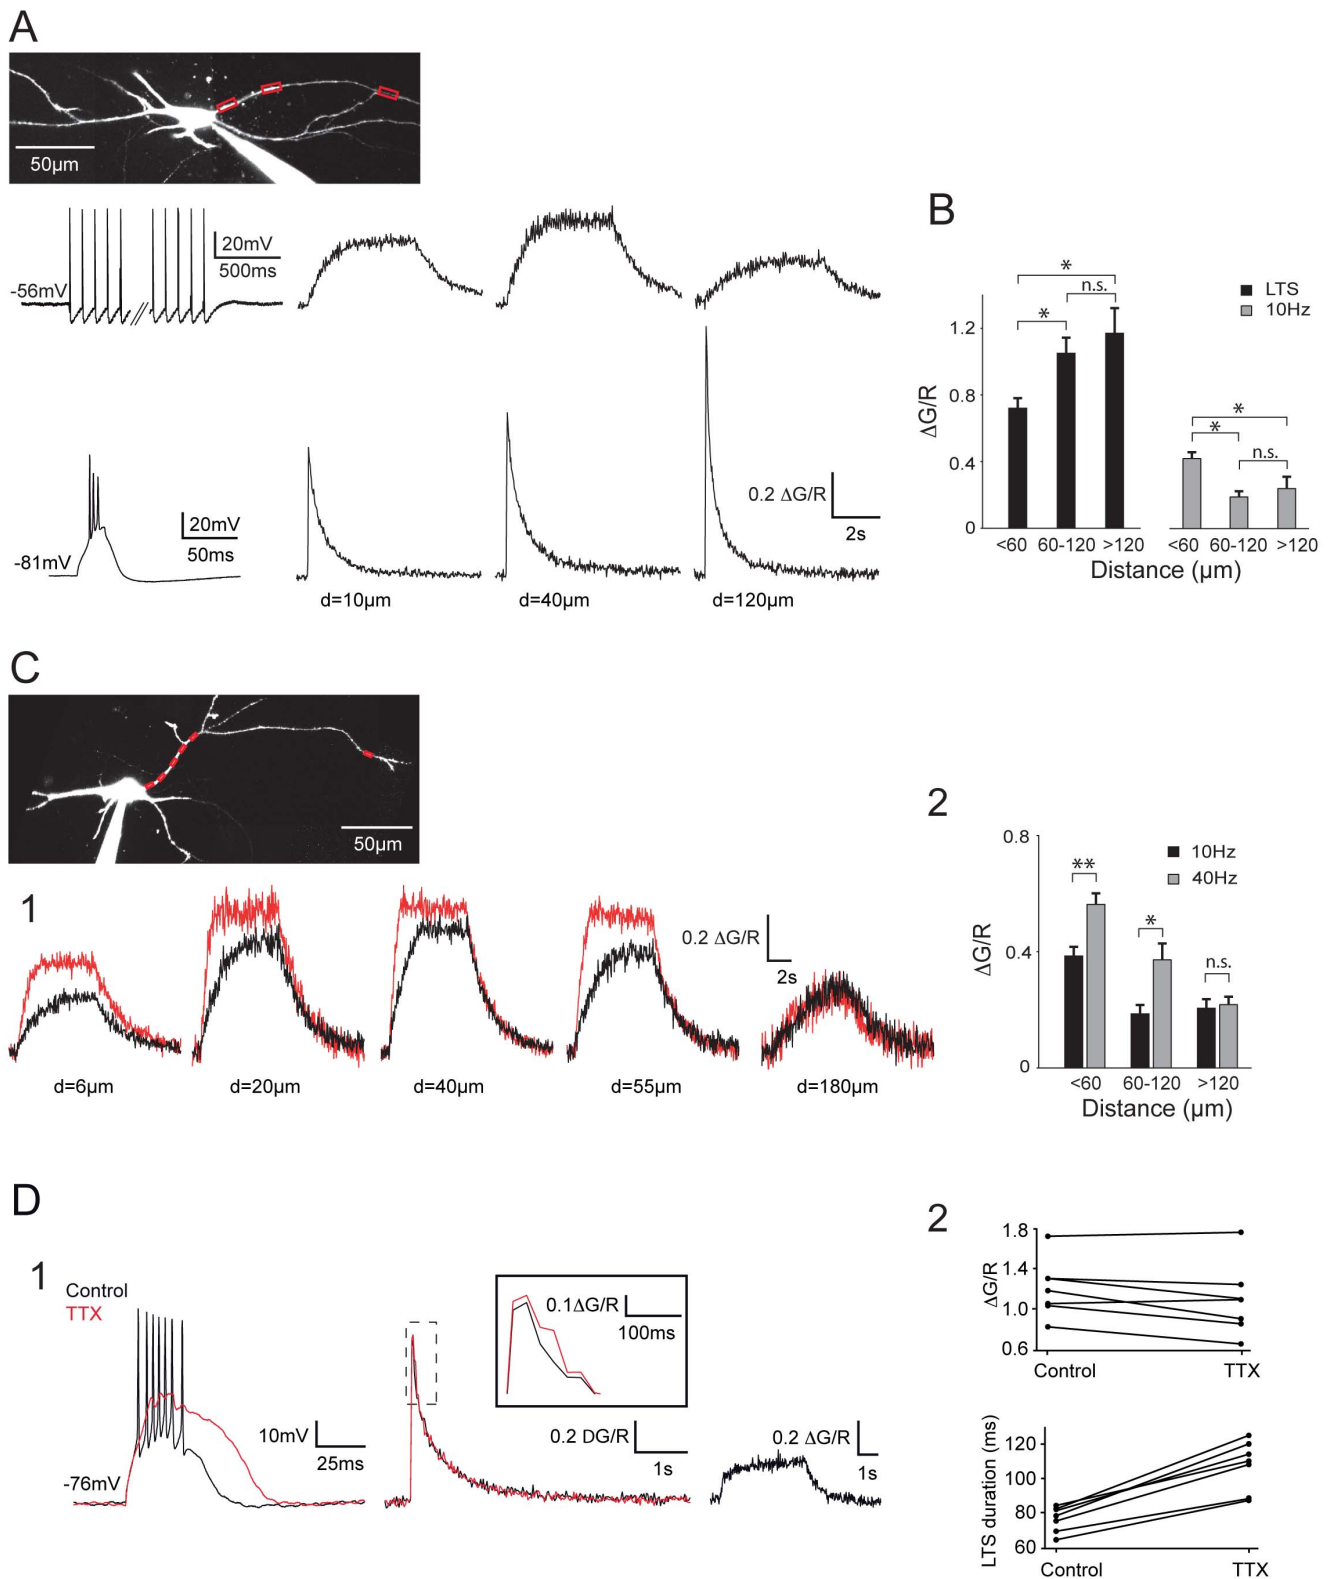 A
50µm
20mV
500ms
-56mV
20mV
50ms
-81mV
0.2 ΔG/R
2s
d=10µm
d=40µm
d=120µm
B
LTS
10Hz
*
n.s.
*
*
*
n.s.
1.2
0.8
0.4
0
ΔG/R
<60 60-120 >120
<60 60-120 >120
Distance (µm)
C
50µm
1
0.2 ΔG/R
2s
d=6µm
d=20µm
d=40µm
d=55µm
d=180µm
2
0.8
0.4
0
ΔG/R
10Hz
40Hz
**
*
n.s.
<60 60-120 >120
Distance (µm)
D
1
Control
TTX
-76mV
10mV
25ms
0.1ΔG/R
100ms
0.2 DG/R
1s
0.2 ΔG/R
1s
2
1.8
1.4
1.0
0.6
ΔG/R
Control TTX
120
100
80
60
LTS duration (ms)
Control TTX